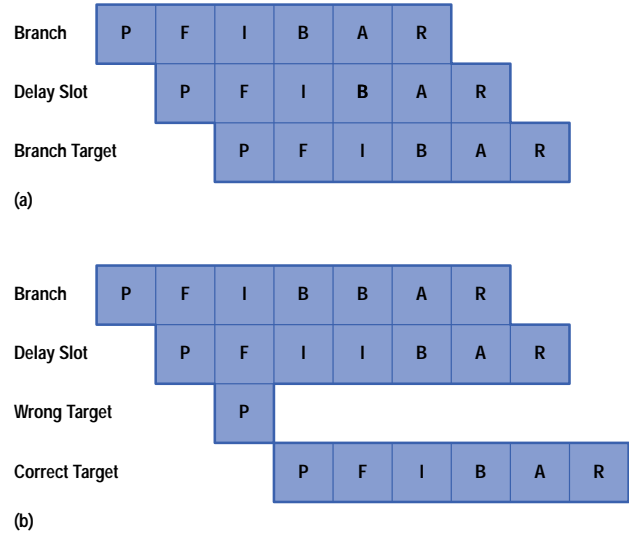 Branch P F I B A R
Delay Slot P F I B A R
Branch Target P F I B A R
(a)
Branch P F I B B A R
Delay Slot P F I I B A R
Wrong Target P
Correct Target P F I B A R
(b)